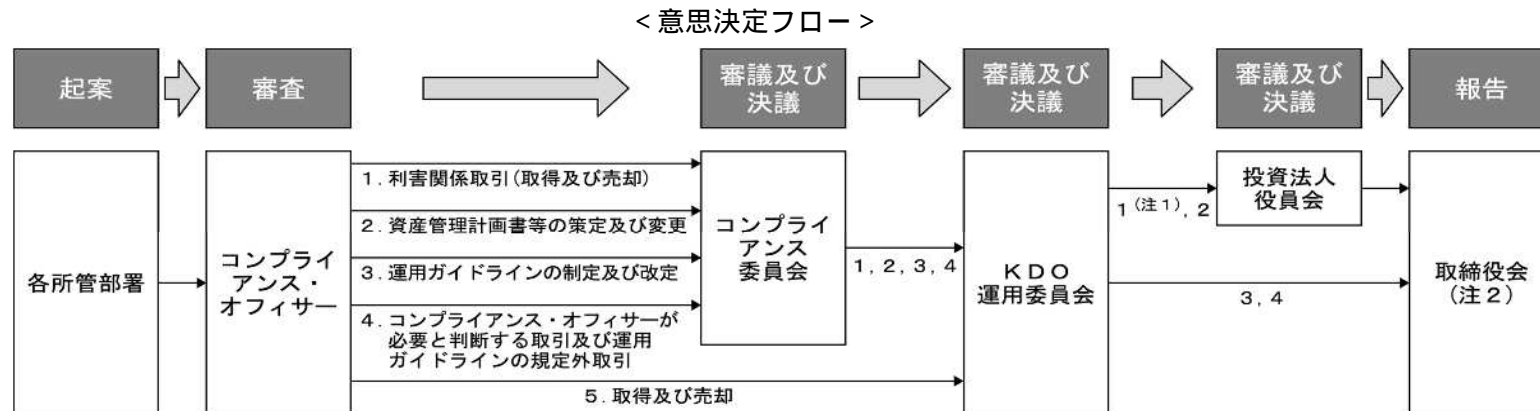 <意思決定フロー>
起案
審査
審議及び
決議
審議及び
決議
審議及び
決議
報告
各所管部署
コンプライ
アンス・
オフィサー
1. 利害関係取引(取得及び売却)
2. 資産管理計画書等の策定及び変更
3. 運用ガイドラインの制定及び改定
4. コンプライアンス・オフィサーが
必要と判断する取引及び運用
ガイドラインの規定外取引
5. 取得及び売却
コンプライ
アンス
委員会
1, 2, 3, 4
KDO
運用委員会
1(注1), 2
3, 4
投資法人
役員会
取締役会
(注2)